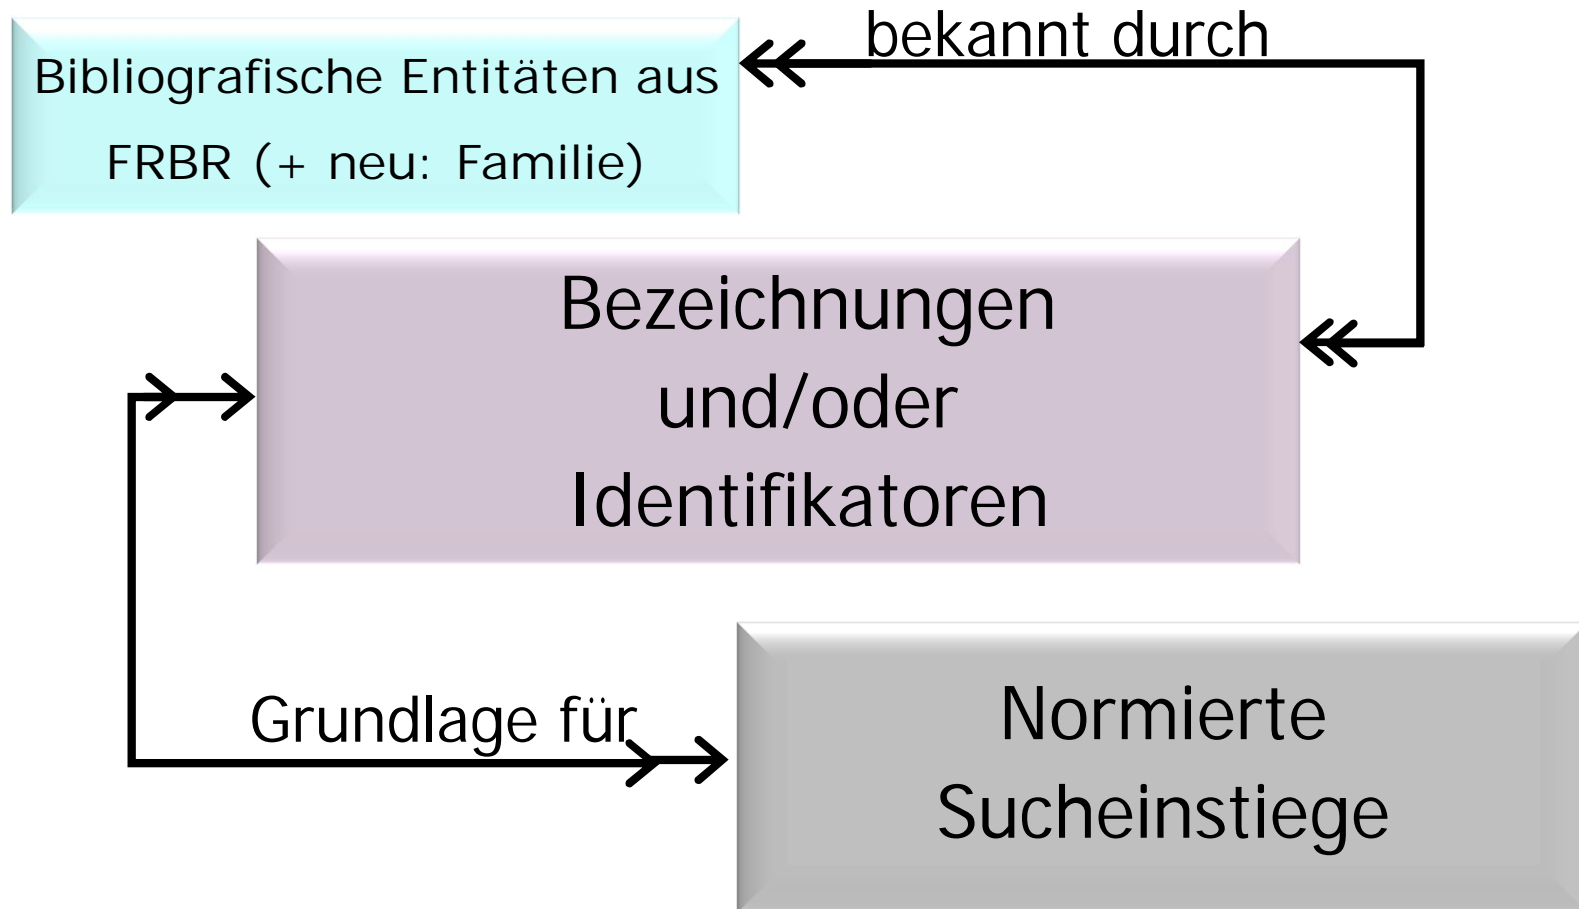 bekannt durch
Bibliografische Entitäten aus
FRBR (+ neu: Familie)
Bezeichnungen
und/oder
Identifikatoren
Grundlage für
Normierte
Sucheinstiege